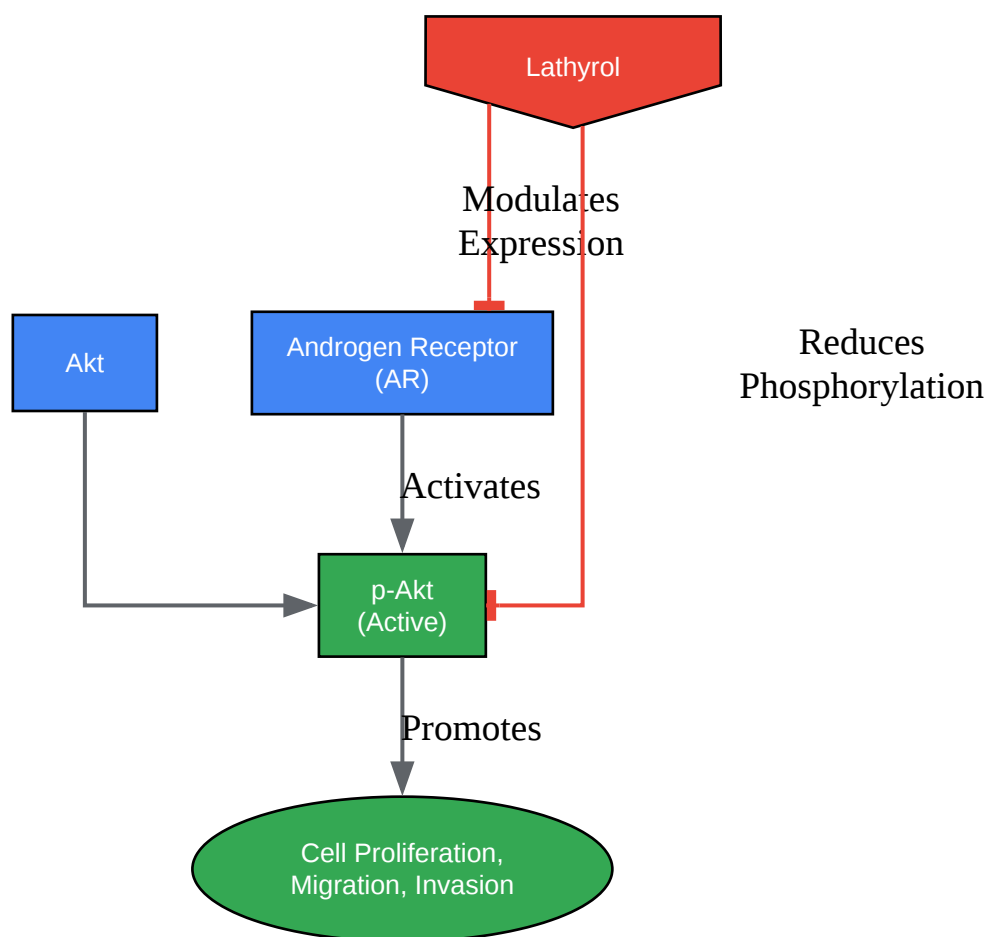 Lathyrol
Modulates
Expression
Akt
Androgen Receptor
(AR)
Reduces
Phosphorylation
Activates
p-Akt
(Active)
Promotes
Cell Proliferation,
Migration, Invasion